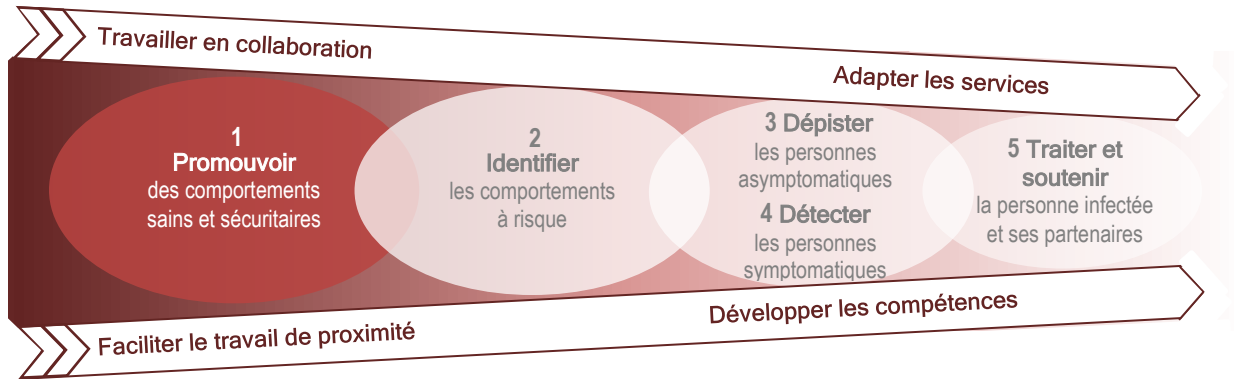 Travailler en collaboration
Adapter les services
1
Promouvoir
des comportements
sains et sécuritaires
2
Identifier
les comportements
à risque
3 Dépister
les personnes
asymptomatiques
4 Détecter
les personnes
symptomatiques
5 Traiter et
soutenir
la personne infectée
et ses partenaires
Faciliter le travail de proximité
Développer les compétences